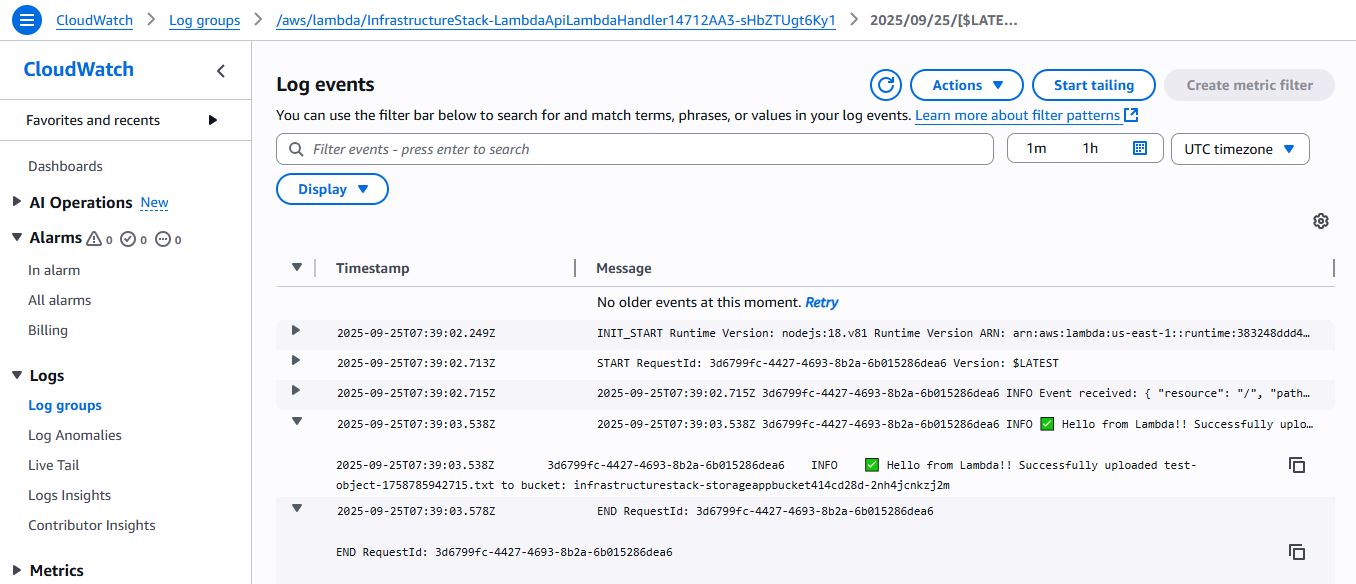 CloudWatch > Log groups > /aws/lambda/InfrastructureStack-LambdaApiLambdaHandler14712AA3-sHbZTUgt6Ky1 > 2025/09/25/[$LATE...
CloudWatch
Favorites and recents
Dashboards
AI Operations New
Alarms 0 0 0
In alarm
All alarms
Billing
Logs
Log groups
Log Anomalies
Live Tail
Logs Insights
Contributor Insights
Metrics
Log events
Actions
Start tailing
Create metric filter
You can use the filter bar below to search for and match terms, phrases, or values in your log events. Learn more about filter patterns
Filter events - press enter to search
1m 1h
UTC timezone
Display
Timestamp Message
No older events at this moment. Retry
2025-09-25T07:39:02.249Z INIT_START Runtime Version: nodejs:18.v81 Runtime Version ARN: arn:aws:lambda:us-east-1::runtime:383248ddd4…
2025-09-25T07:39:02.713Z START RequestId: 3d6799fc-4427-4693-8b2a-6b015286dea6 Version: $LATEST
2025-09-25T07:39:02.715Z 2025-09-25T07:39:02.715Z 3d6799fc-4427-4693-8b2a-6b015286dea6 INFO Event received: { "resource": "/", "path…
2025-09-25T07:39:03.538Z 2025-09-25T07:39:03.538Z 3d6799fc-4427-4693-8b2a-6b015286dea6 INFO ✅ Hello from Lambda!! Successfully uplo…
2025-09-25T07:39:03.538Z 3d6799fc-4427-4693-8b2a-6b015286dea6 INFO ✅ Hello from Lambda!! Successfully uploaded test-
object-1758785942715.txt to bucket: infrastructurestack-storageappbucket414cd28d-2nh4jcnkzj2m
2025-09-25T07:39:03.578Z END RequestId: 3d6799fc-4427-4693-8b2a-6b015286dea6
END RequestId: 3d6799fc-4427-4693-8b2a-6b015286dea6